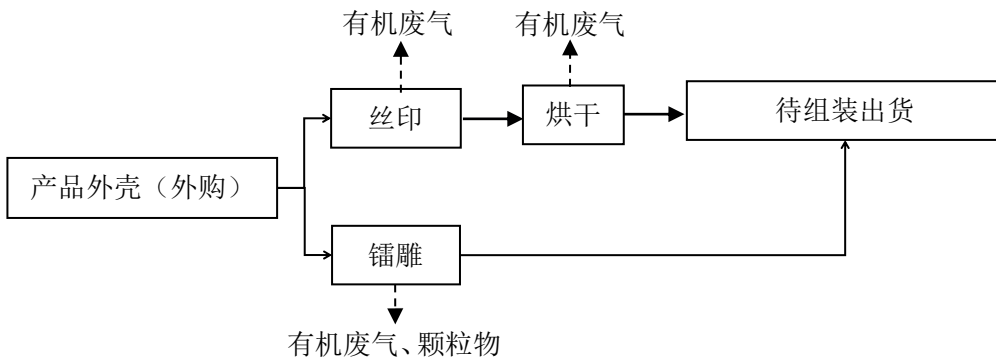 有机废气
有机废气
丝印
烘干
待组装出货
产品外壳（外购）
镭雕
有机废气、颗粒物